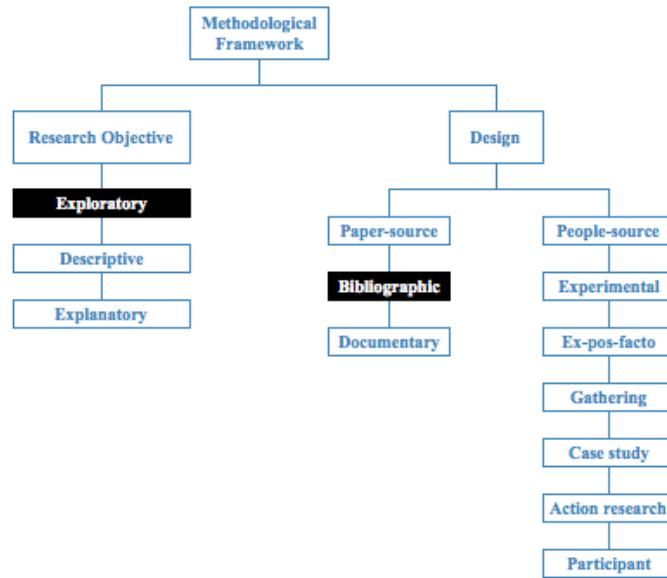 Methodological
Framework
Research Objective
Design
Exploratory
Paper-source
People-source
Descriptive
Bibliographic
Experimental
Explanatory
Documentary
Ex-pos-facto
Gathering
Case study
Action research
Participant